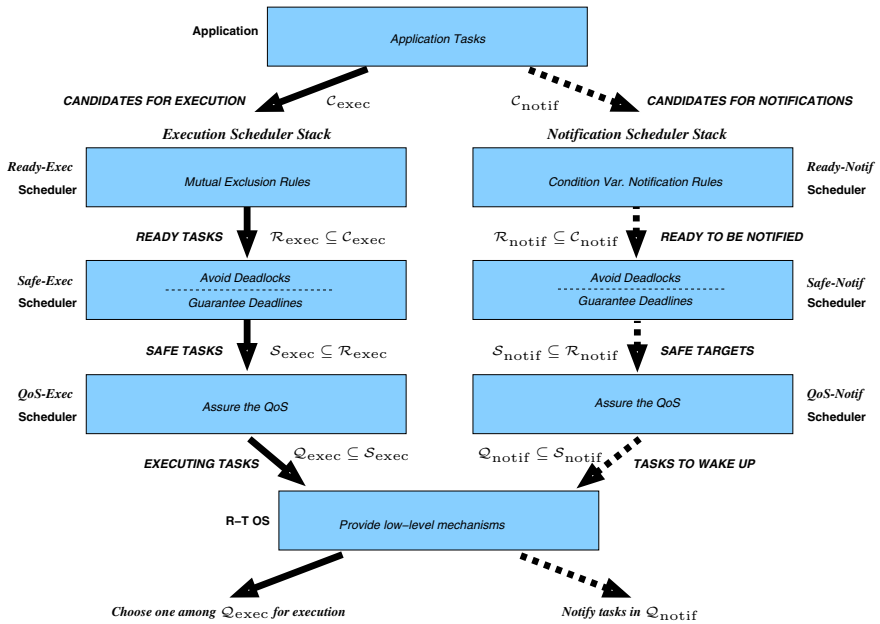 Application
Application Tasks
CANDIDATES FOR EXECUTION
𝒞exec
𝒞notif
CANDIDATES FOR NOTIFICATIONS
Execution Scheduler Stack
Notification Scheduler Stack
Ready-Exec
Scheduler
Mutual Exclusion Rules
Condition Var. Notification Rules
Ready-Notif
Scheduler
READY TASKS
ℛexec ⊆ 𝒞exec
ℛnotif ⊆ 𝒞notif
READY TO BE NOTIFIED
Safe-Exec
Scheduler
Avoid Deadlocks
Guarantee Deadlines
Avoid Deadlocks
Guarantee Deadlines
Safe-Notif
Scheduler
SAFE TASKS
𝒮exec ⊆ ℛexec
𝒮notif ⊆ ℛnotif
SAFE TARGETS
QoS-Exec
Scheduler
Assure the QoS
Assure the QoS
QoS-Notif
Scheduler
EXECUTING TASKS
𝒬exec ⊆ 𝒮exec
𝒬notif ⊆ 𝒮notif
TASKS TO WAKE UP
R−T OS
Provide low−level mechanisms
Choose one among 𝒬exec for execution
Notify tasks in 𝒬notif